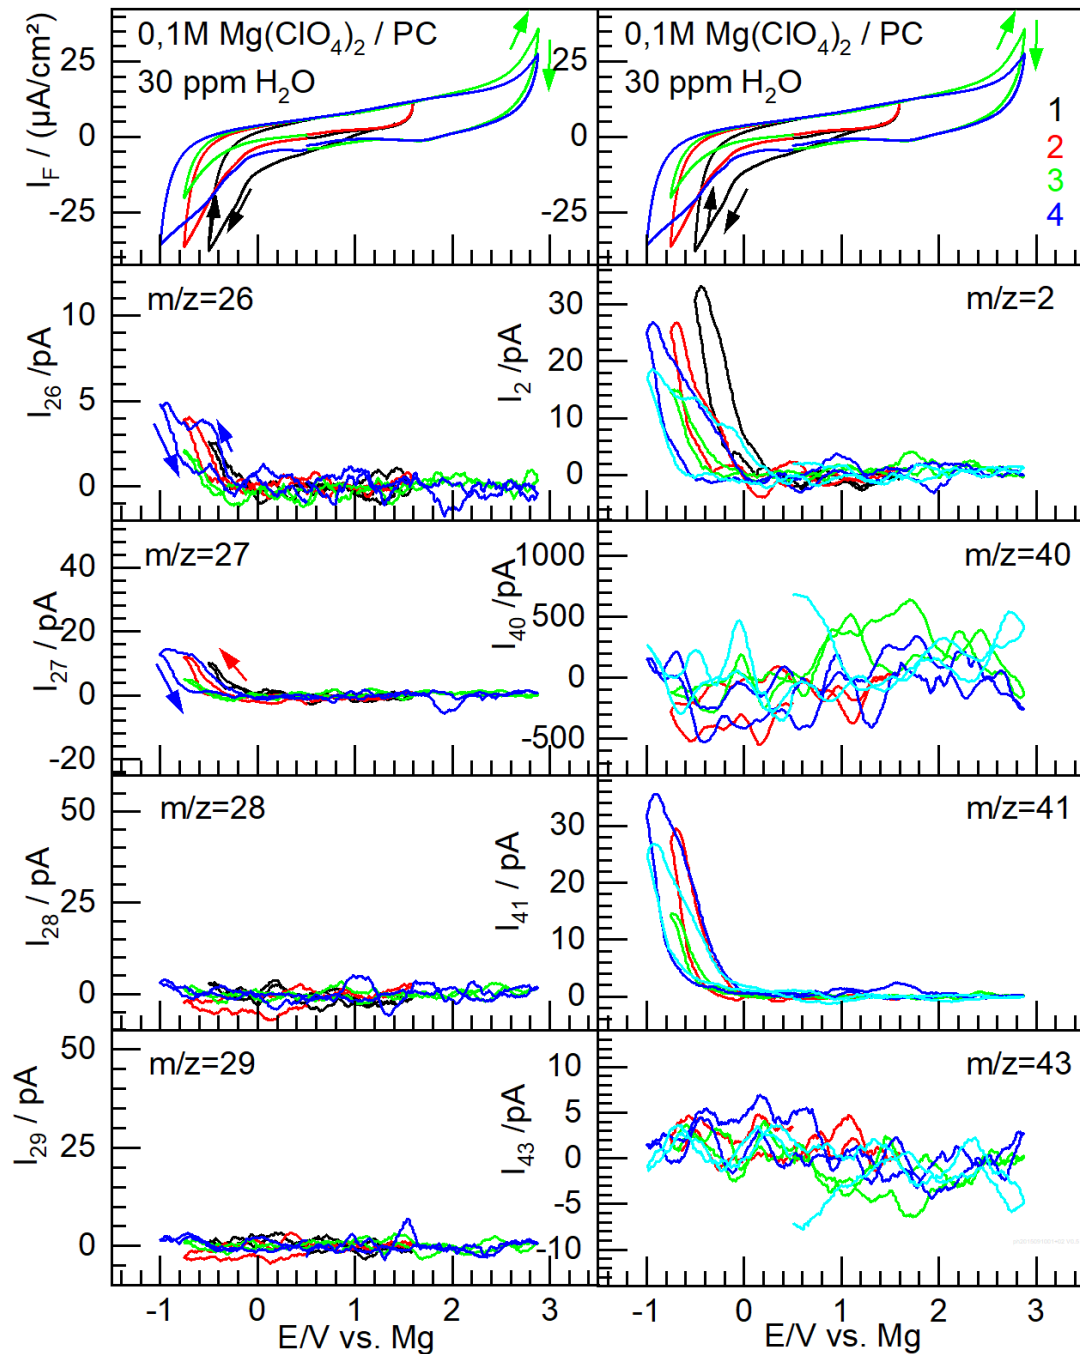 0,1M Mg(ClO₄)₂ / PC
30 ppm H₂O
I_F / (µA/cm²)
25
0
-25
0,1M Mg(ClO₄)₂ / PC
30 ppm H₂O
25
0
-25
1
2
3
4
m/z=26
I₂₆ /pA
10
5
0
m/z=2
I₂ /pA
30
20
10
0
m/z=27
I₂₇ / pA
40
20
0
-20
m/z=40
I₄₀ /pA
1000
500
0
-500
m/z=28
I₂₈ / pA
50
25
0
m/z=41
I₄₁ / pA
30
20
10
0
m/z=29
I₂₉ / pA
50
25
0
m/z=43
I₄₃ /pA
10
5
0
-5
-10
-1 0 1 2 3
E/V vs. Mg
-1 0 1 2 3
E/V vs. Mg